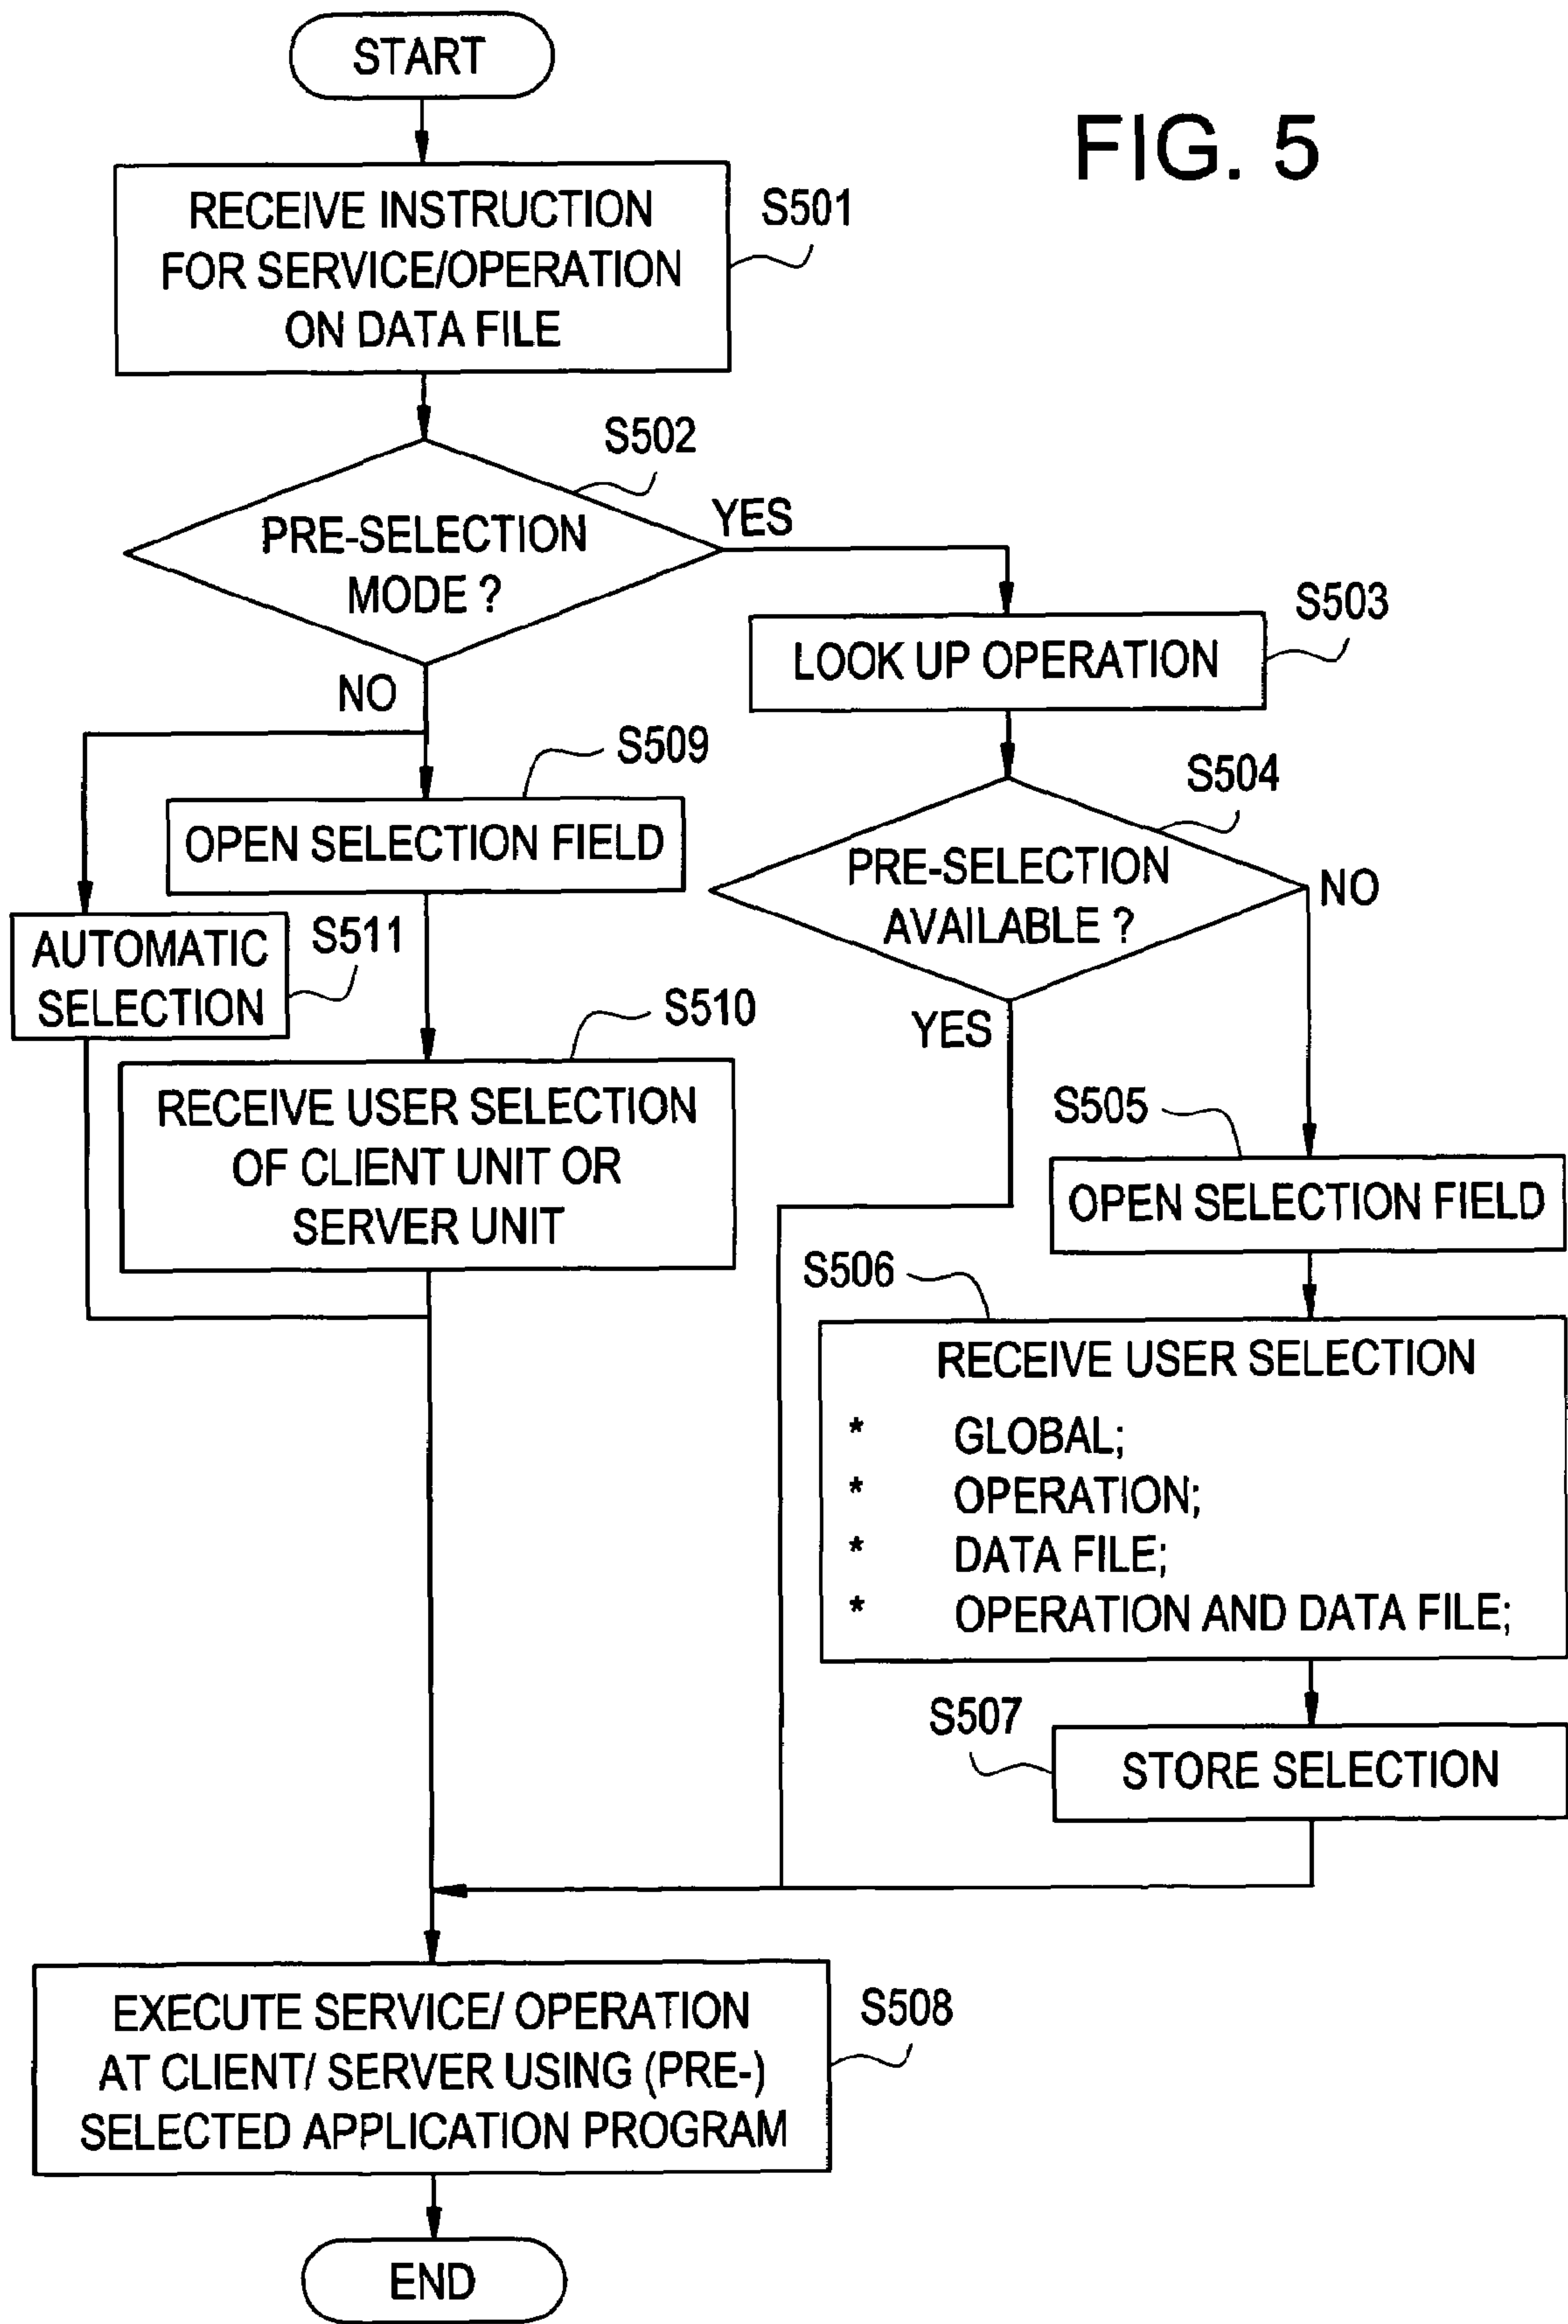 START
FIG. 5
RECEIVE INSTRUCTION
FOR SERVICE/OPERATION
ON DATA FILE
S501
S502
PRE-SELECTION
MODE ?
YES
NO
S503
LOOK UP OPERATION
S509
OPEN SELECTION FIELD
S504
PRE-SELECTION
AVAILABLE ?
NO
YES
AUTOMATIC
SELECTION
S511
S510
RECEIVE USER SELECTION
OF CLIENT UNIT OR
SERVER UNIT
S505
OPEN SELECTION FIELD
S506
RECEIVE USER SELECTION
* GLOBAL;
* OPERATION;
* DATA FILE;
* OPERATION AND DATA FILE;
S507
STORE SELECTION
EXECUTE SERVICE/ OPERATION
AT CLIENT/ SERVER USING (PRE-)
SELECTED APPLICATION PROGRAM
S508
END